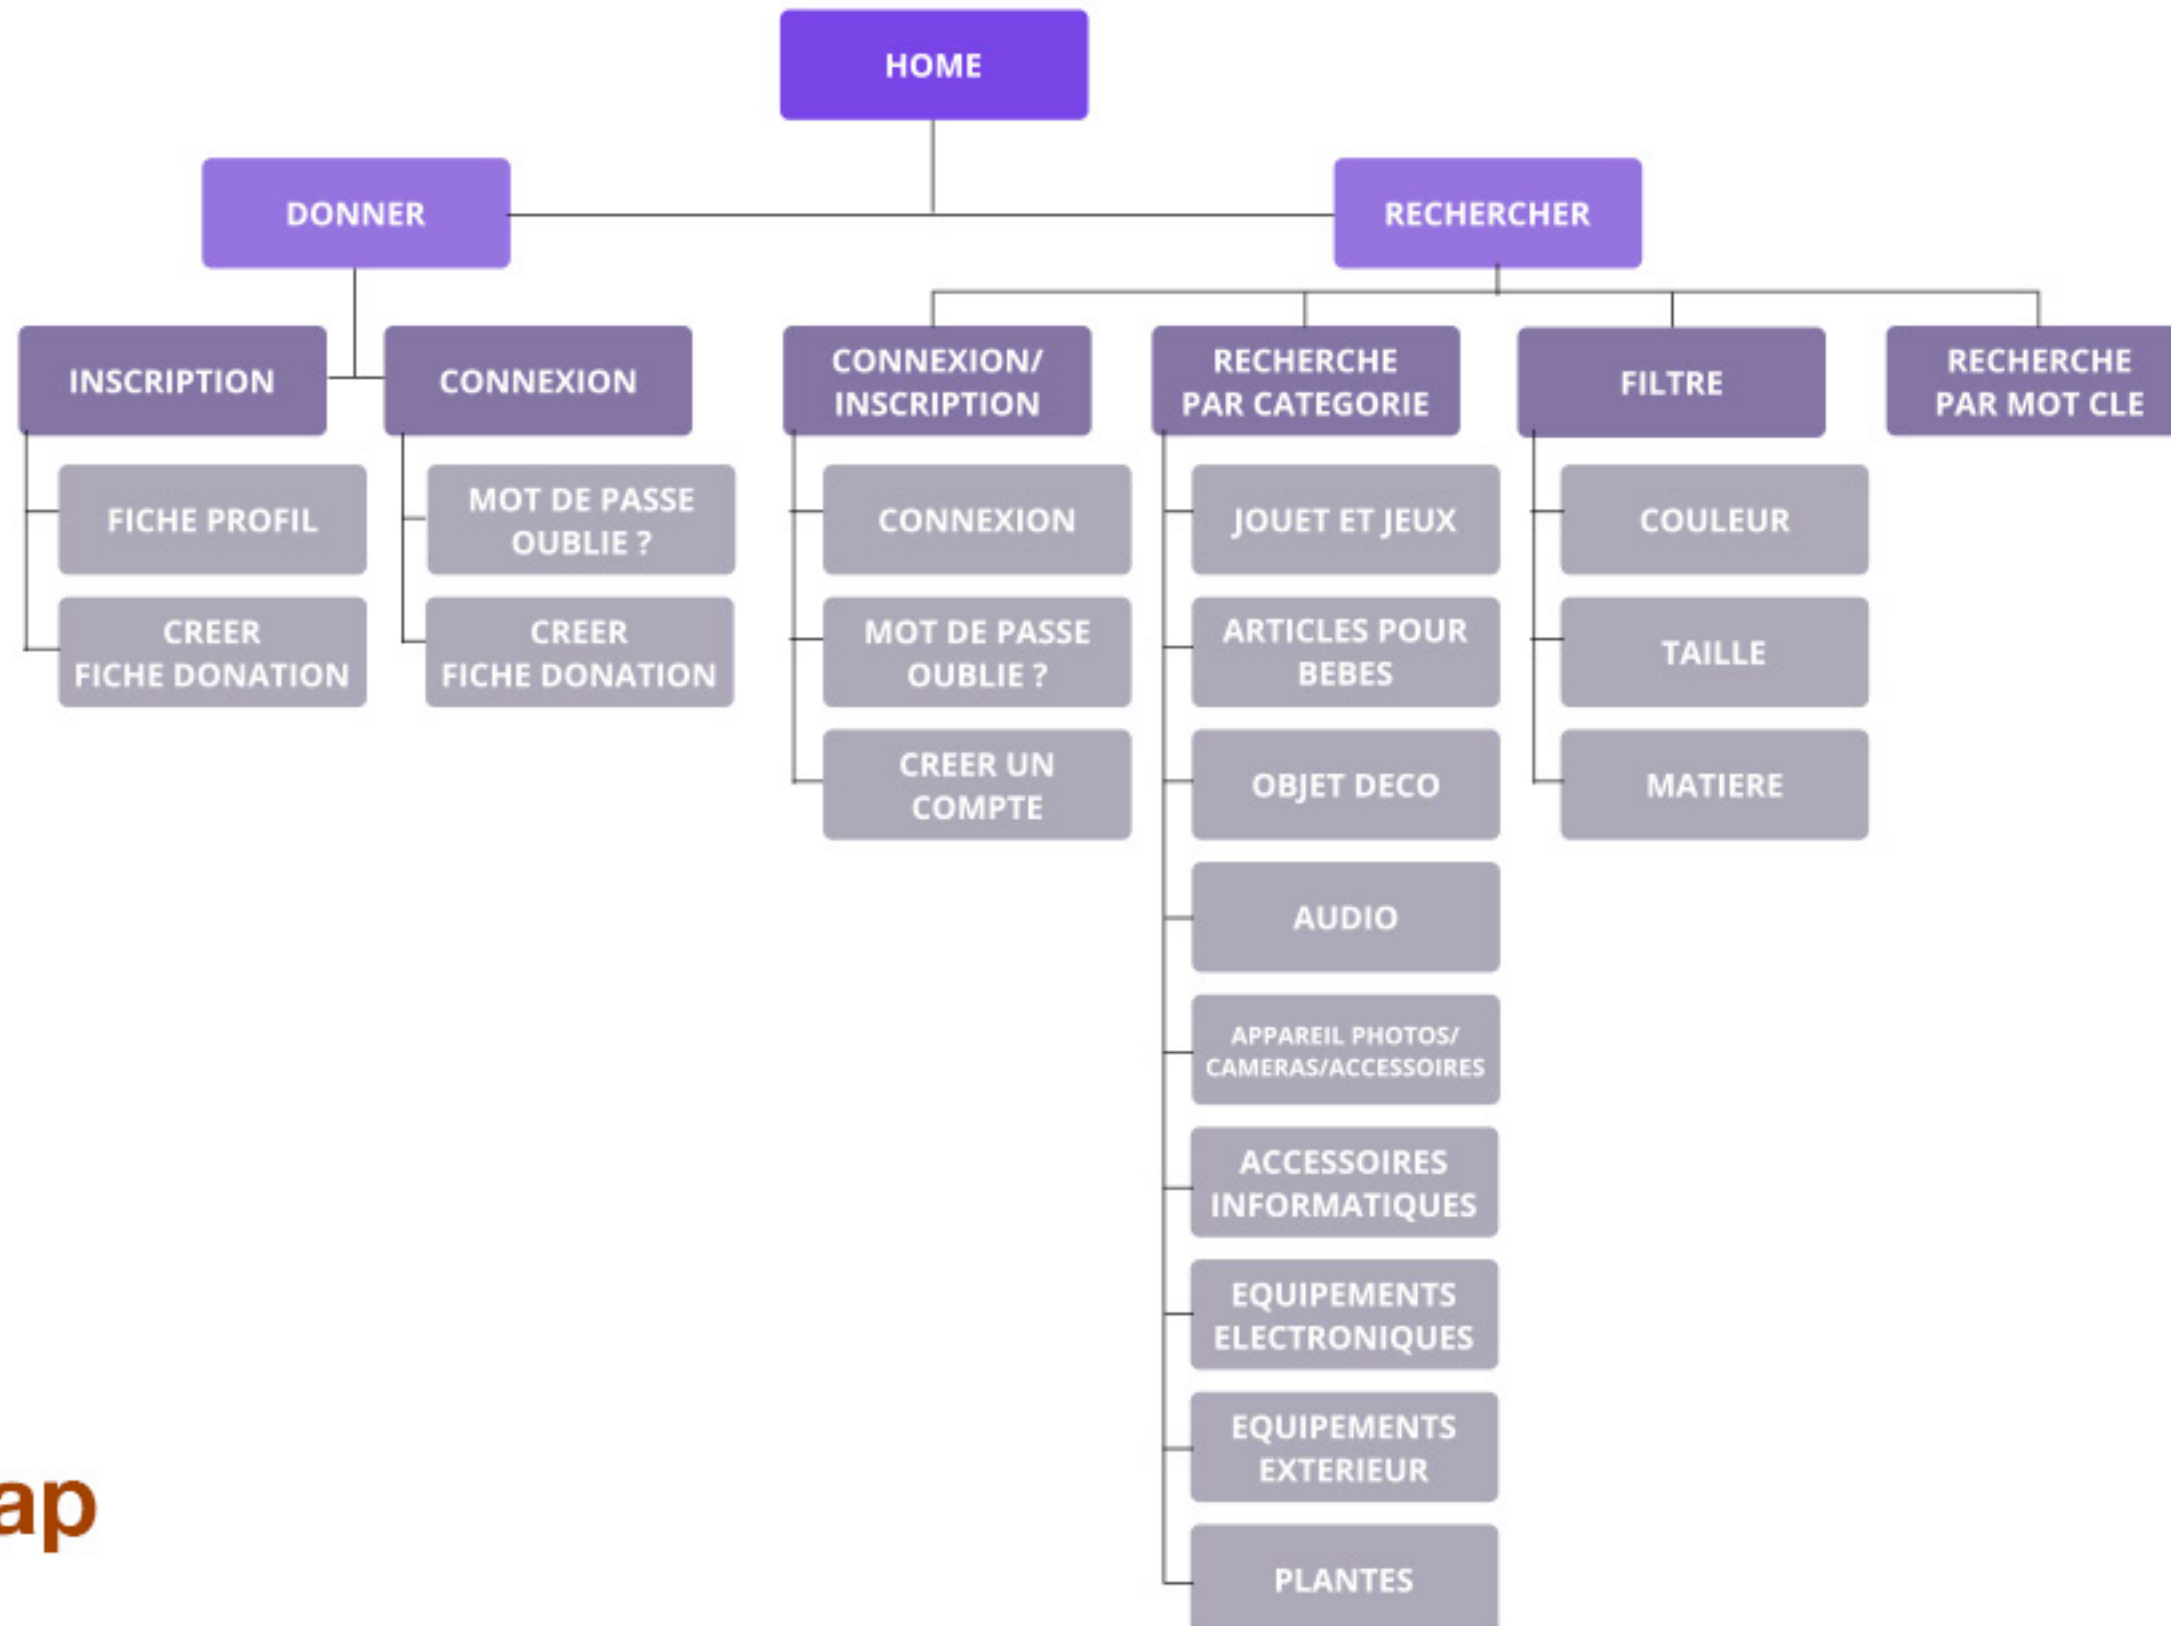 HOME
DONNER
RECHERCHER
INSCRIPTION
CONNEXION
CONNEXION/
INSCRIPTION
RECHERCHE
PAR CATEGORIE
FILTRE
RECHERCHE
PAR MOT CLE
FICHE PROFIL
CREER
FICHE DONATION
MOT DE PASSE
OUBLIE ?
CREER
FICHE DONATION
CONNEXION
MOT DE PASSE
OUBLIE ?
CREER UN
COMPTE
JOUET ET JEUX
ARTICLES POUR
BEBES
OBJET DECO
AUDIO
APPAREIL PHOTOS/
CAMERAS/ACCESSOIRES
ACCESSOIRES
INFORMATIQUES
EQUIPEMENTS
ELECTRONIQUES
EQUIPEMENTS
EXTERIEUR
PLANTES
COULEUR
TAILLE
MATIERE
ap